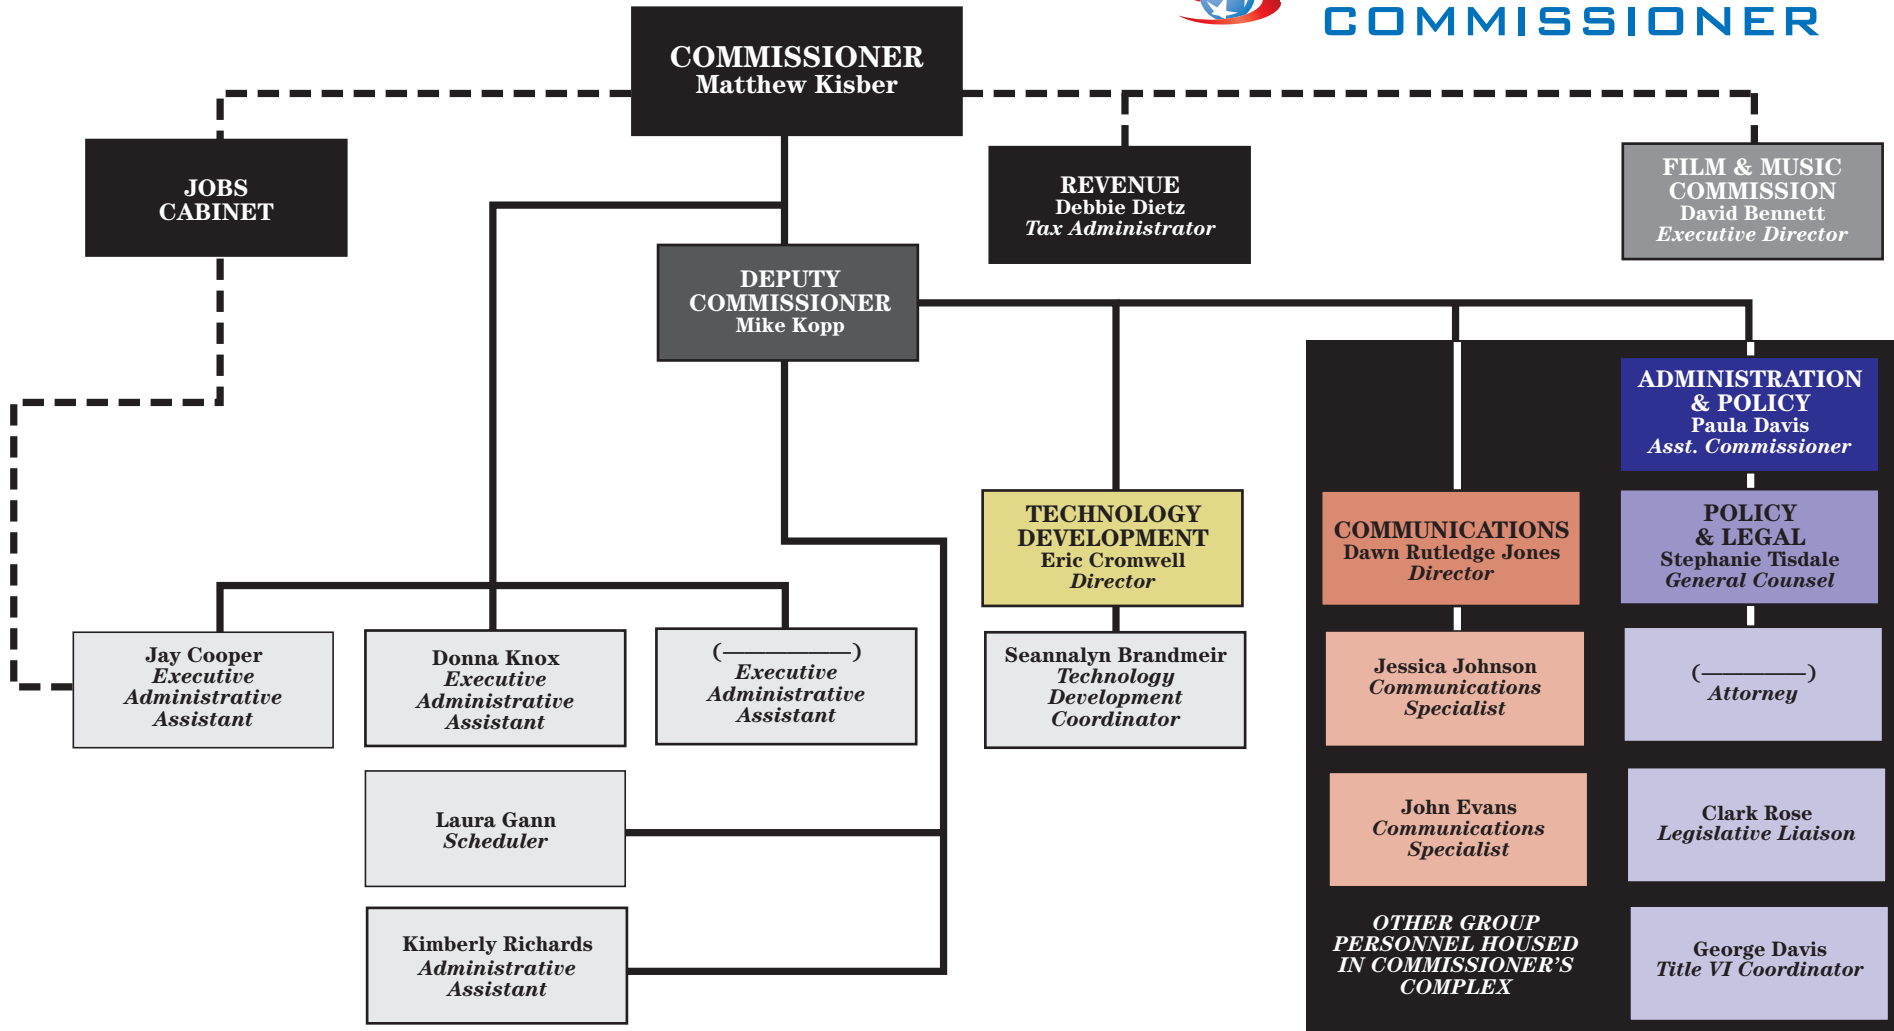 COMMISSIONER
COMMISSIONER
Matthew Kisber
JOBS
CABINET
REVENUE
Debbie Dietz
Tax Administrator
FILM & MUSIC
COMMISSION
David Bennett
Executive Director
DEPUTY
COMMISSIONER
Mike Kopp
ADMINISTRATION
& POLICY
Paula Davis
Asst. Commissioner
TECHNOLOGY
DEVELOPMENT
Eric Cromwell
Director
COMMUNICATIONS
Dawn Rutledge Jones
Director
POLICY
& LEGAL
Stephanie Tisdale
General Counsel
Jay Cooper
Executive
Administrative
Assistant
Donna Knox
Executive
Administrative
Assistant
(——————)
Executive
Administrative
Assistant
Seannalyn Brandmeir
Technology
Development
Coordinator
Jessica Johnson
Communications
Specialist
(—————)
Attorney
Laura Gann
Scheduler
John Evans
Communications
Specialist
Clark Rose
Legislative Liaison
Kimberly Richards
Administrative
Assistant
OTHER GROUP
PERSONNEL HOUSED
IN COMMISSIONER'S
COMPLEX
George Davis
Title VI Coordinator